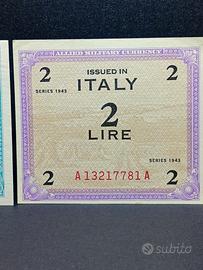 ALLIED MILITARY CURRENCY
2 ISSUED IN 2
SERIES 1943
ITALY
2
LIRE
SERIES 1943
2 A 13217781 A 2
subito